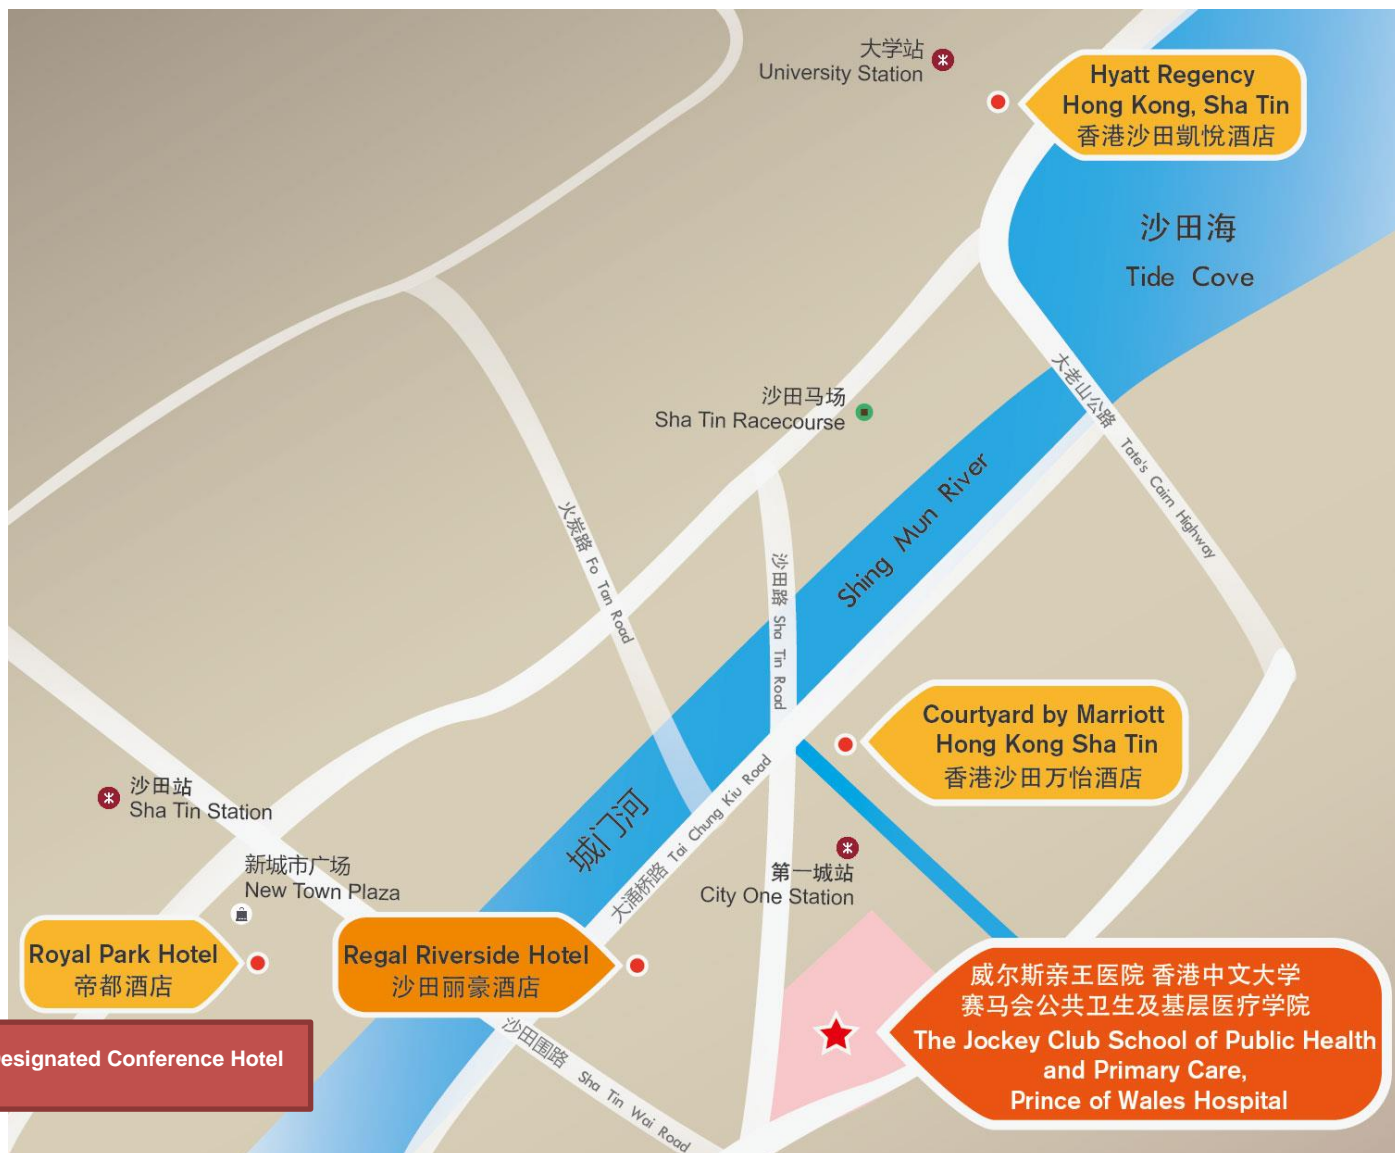 大学站
University Station
Hyatt Regency
Hong Kong, Sha Tin
香港沙田凱悅酒店
沙田海
Tide Cove
大老山公路 Tate's Cairn Highway
沙田马场
Sha Tin Racecourse
Shing Mun River
火炭路 Fo Tan Road
沙田路 Sha Tin Road
Courtyard by Marriott
Hong Kong Sha Tin
香港沙田万怡酒店
沙田站
Sha Tin Station
城门河
大涌桥路 Tai Chung Kiu Road
新城市广场
New Town Plaza
第一城站
City One Station
Royal Park Hotel
帝都酒店
Regal Riverside Hotel
沙田丽豪酒店
威尔斯亲王医院 香港中文大学
赛马会公共卫生及基层医疗学院
The Jockey Club School of Public Health
and Primary Care,
Prince of Wales Hospital
沙田围路 Sha Tin Wai Road
esignated Conference Hotel